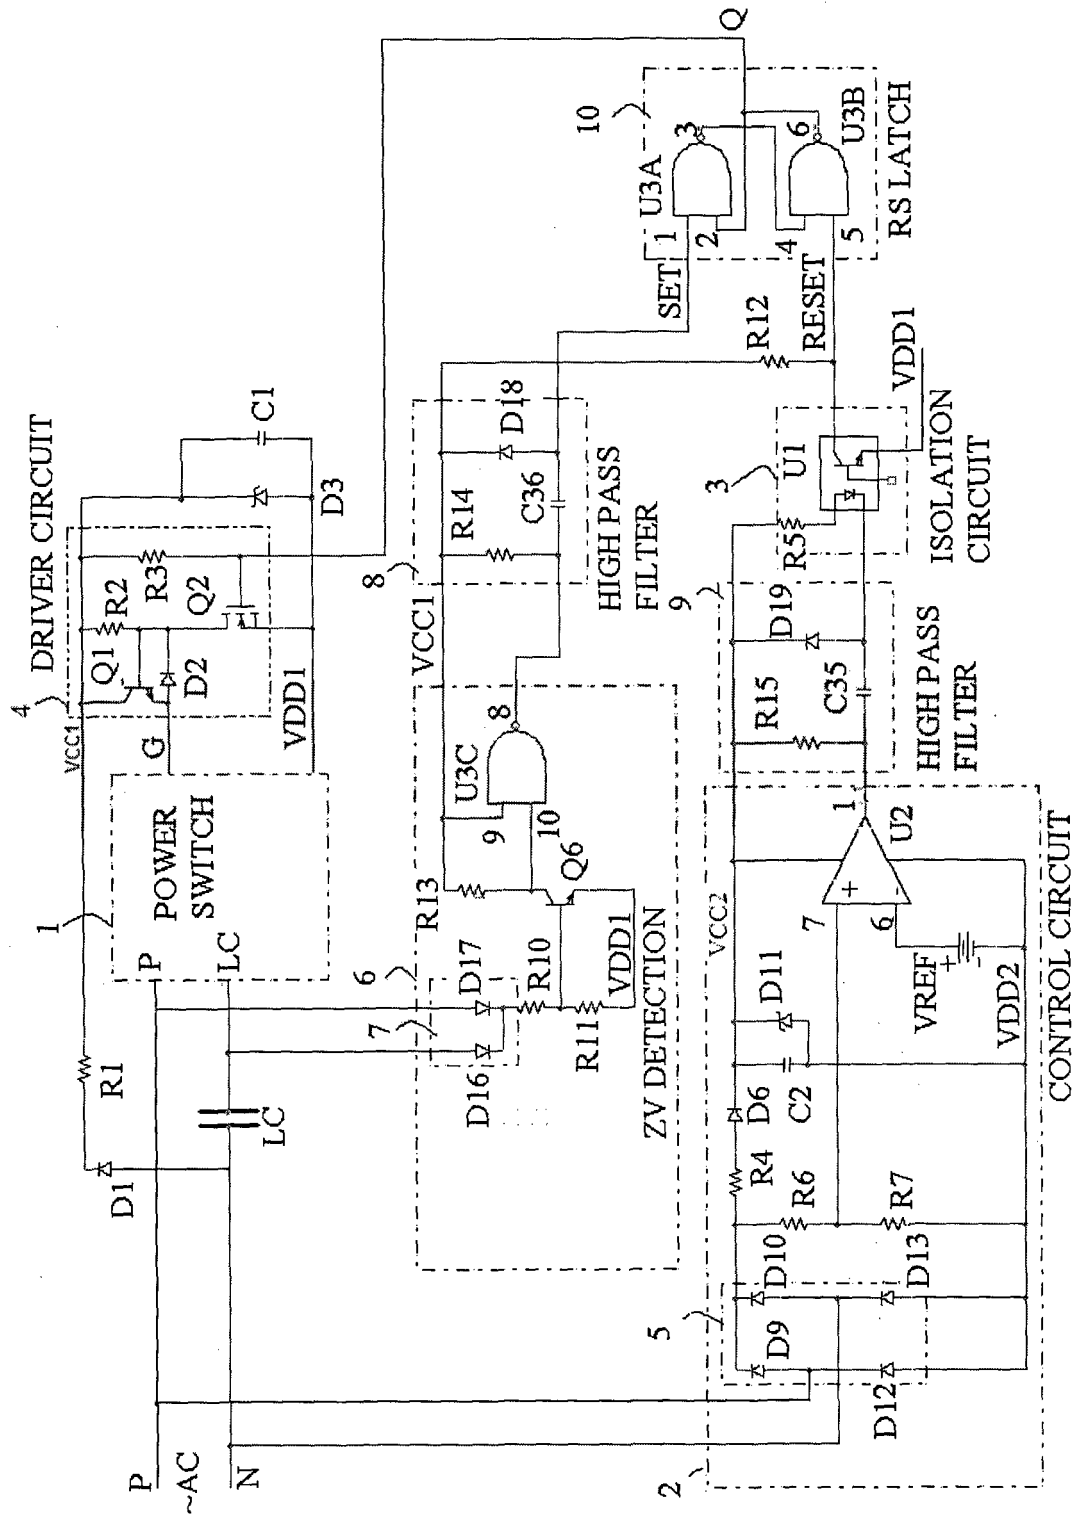 P
~AC
N
D1
R1
LC
1
P
LC
POWER
SWITCH
G
VDD1
VCC1
4
DRIVER CIRCUIT
Q1
R2
D2
R3
Q2
D3
C1
Q
6
7
D16
D17
R10
R11
VDD1
R13
Q6
9
10
U3C
8
ZV DETECTION
VCC1
8
R14
C36
D18
HIGH PASS
FILTER
SET
R12
RESET
10
U3A
1
2
3
4
5
6
U3B
RS LATCH
2
5
D9
D10
D12
D13
R6
R7
R4
D6
C2
D11
VCC2
VREF
+
-
VDD2
7
6
+
-
1
U2
CONTROL CIRCUIT
9
R15
C35
D19
HIGH PASS
FILTER
3
R5
U1
VDD1
ISOLATION
CIRCUIT